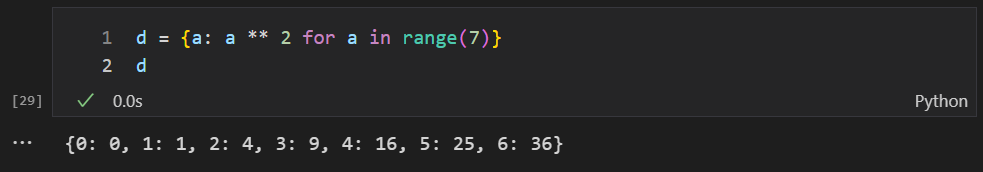 1 d = {a: a ** 2 for a in range(7)}
2 d
[29] ✓ 0.0s Python
... {0: 0, 1: 1, 2: 4, 3: 9, 4: 16, 5: 25, 6: 36}